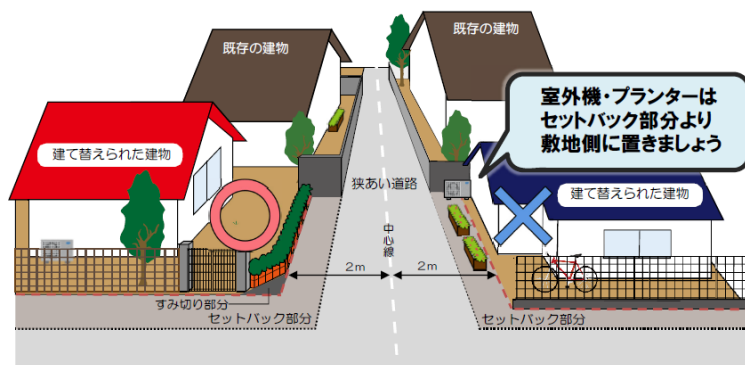 既存の建物
既存の建物
室外機・プランターは
セットバック部分より
敷地側に置きましょう
建て替えられた建物
狭あい道路
建て替えられた建物
中心線
2m
2m
すみ切り部分
セットバック部分
セットバック部分